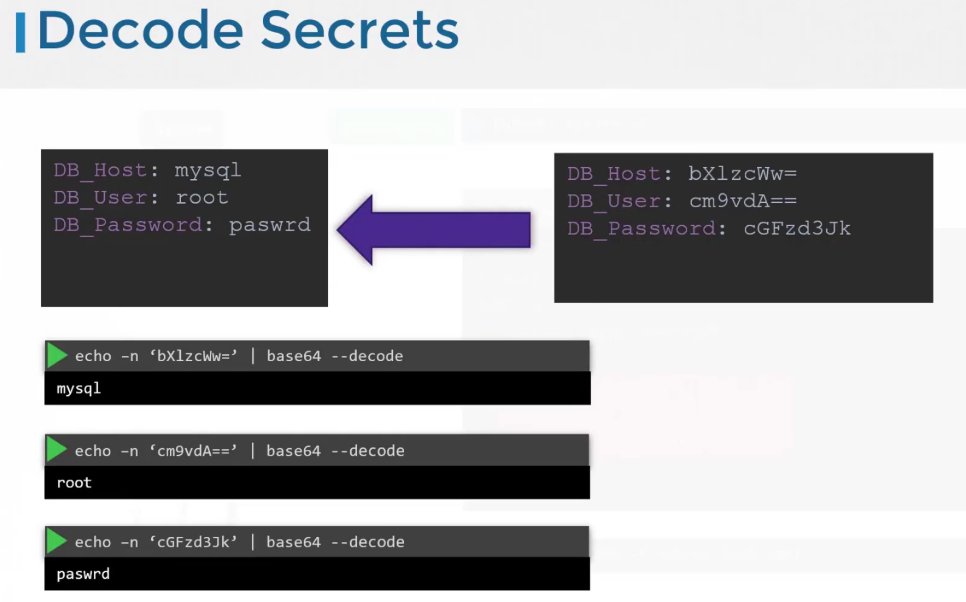 Decode Secrets
DB_Host: mysql
DB_User: root
DB_Password: paswrd
DB_Host: bXlzcWw=
DB_User: cm9vdA==
DB_Password: cGFzd3Jk
echo –n ‘bXlzcWw=’ | base64 --decode
mysql
echo –n ‘cm9vdA==’ | base64 --decode
root
echo –n ‘cGFzd3Jk’ | base64 --decode
paswrd